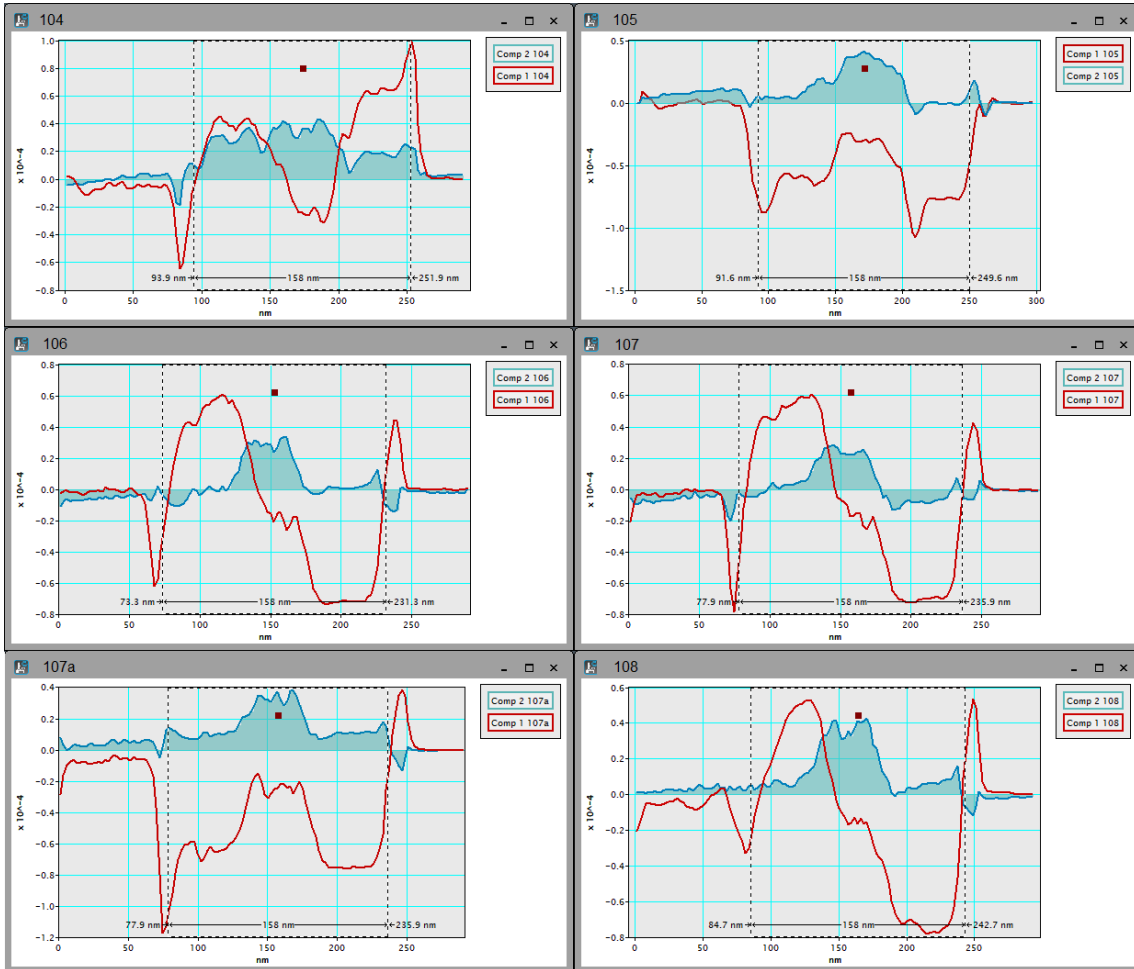 104
Comp 2 104
Comp 1 104
1.0
0.8
0.6
0.4
0.2
0.0
−0.2
−0.4
−0.6
−0.8
x 10^-4
93.9 nm
158 nm
251.9 nm
0 50 100 150 200 250
nm
105
Comp 1 105
Comp 2 105
0.5
0.0
−0.5
−1.0
−1.5
x 10^-4
91.6 nm
158 nm
249.6 nm
0 50 100 150 200 250 300
nm
106
Comp 2 106
Comp 1 106
0.8
0.6
0.4
0.2
0.0
−0.2
−0.4
−0.6
−0.8
x 10^-4
73.3 nm
158 nm
231.3 nm
0 50 100 150 200 250
nm
107
Comp 2 107
Comp 1 107
0.8
0.6
0.4
0.2
0.0
−0.2
−0.4
−0.6
−0.8
x 10^-4
77.9 nm
158 nm
235.9 nm
0 50 100 150 200 250
nm
107a
Comp 2 107a
Comp 1 107a
0.4
0.2
0.0
−0.2
−0.4
−0.6
−0.8
−1.0
−1.2
x 10^-4
77.9 nm
158 nm
235.9 nm
0 50 100 150 200 250
nm
108
Comp 2 108
Comp 1 108
0.6
0.4
0.2
0.0
−0.2
−0.4
−0.6
−0.8
x 10^-4
84.7 nm
158 nm
242.7 nm
0 50 100 150 200 250
nm